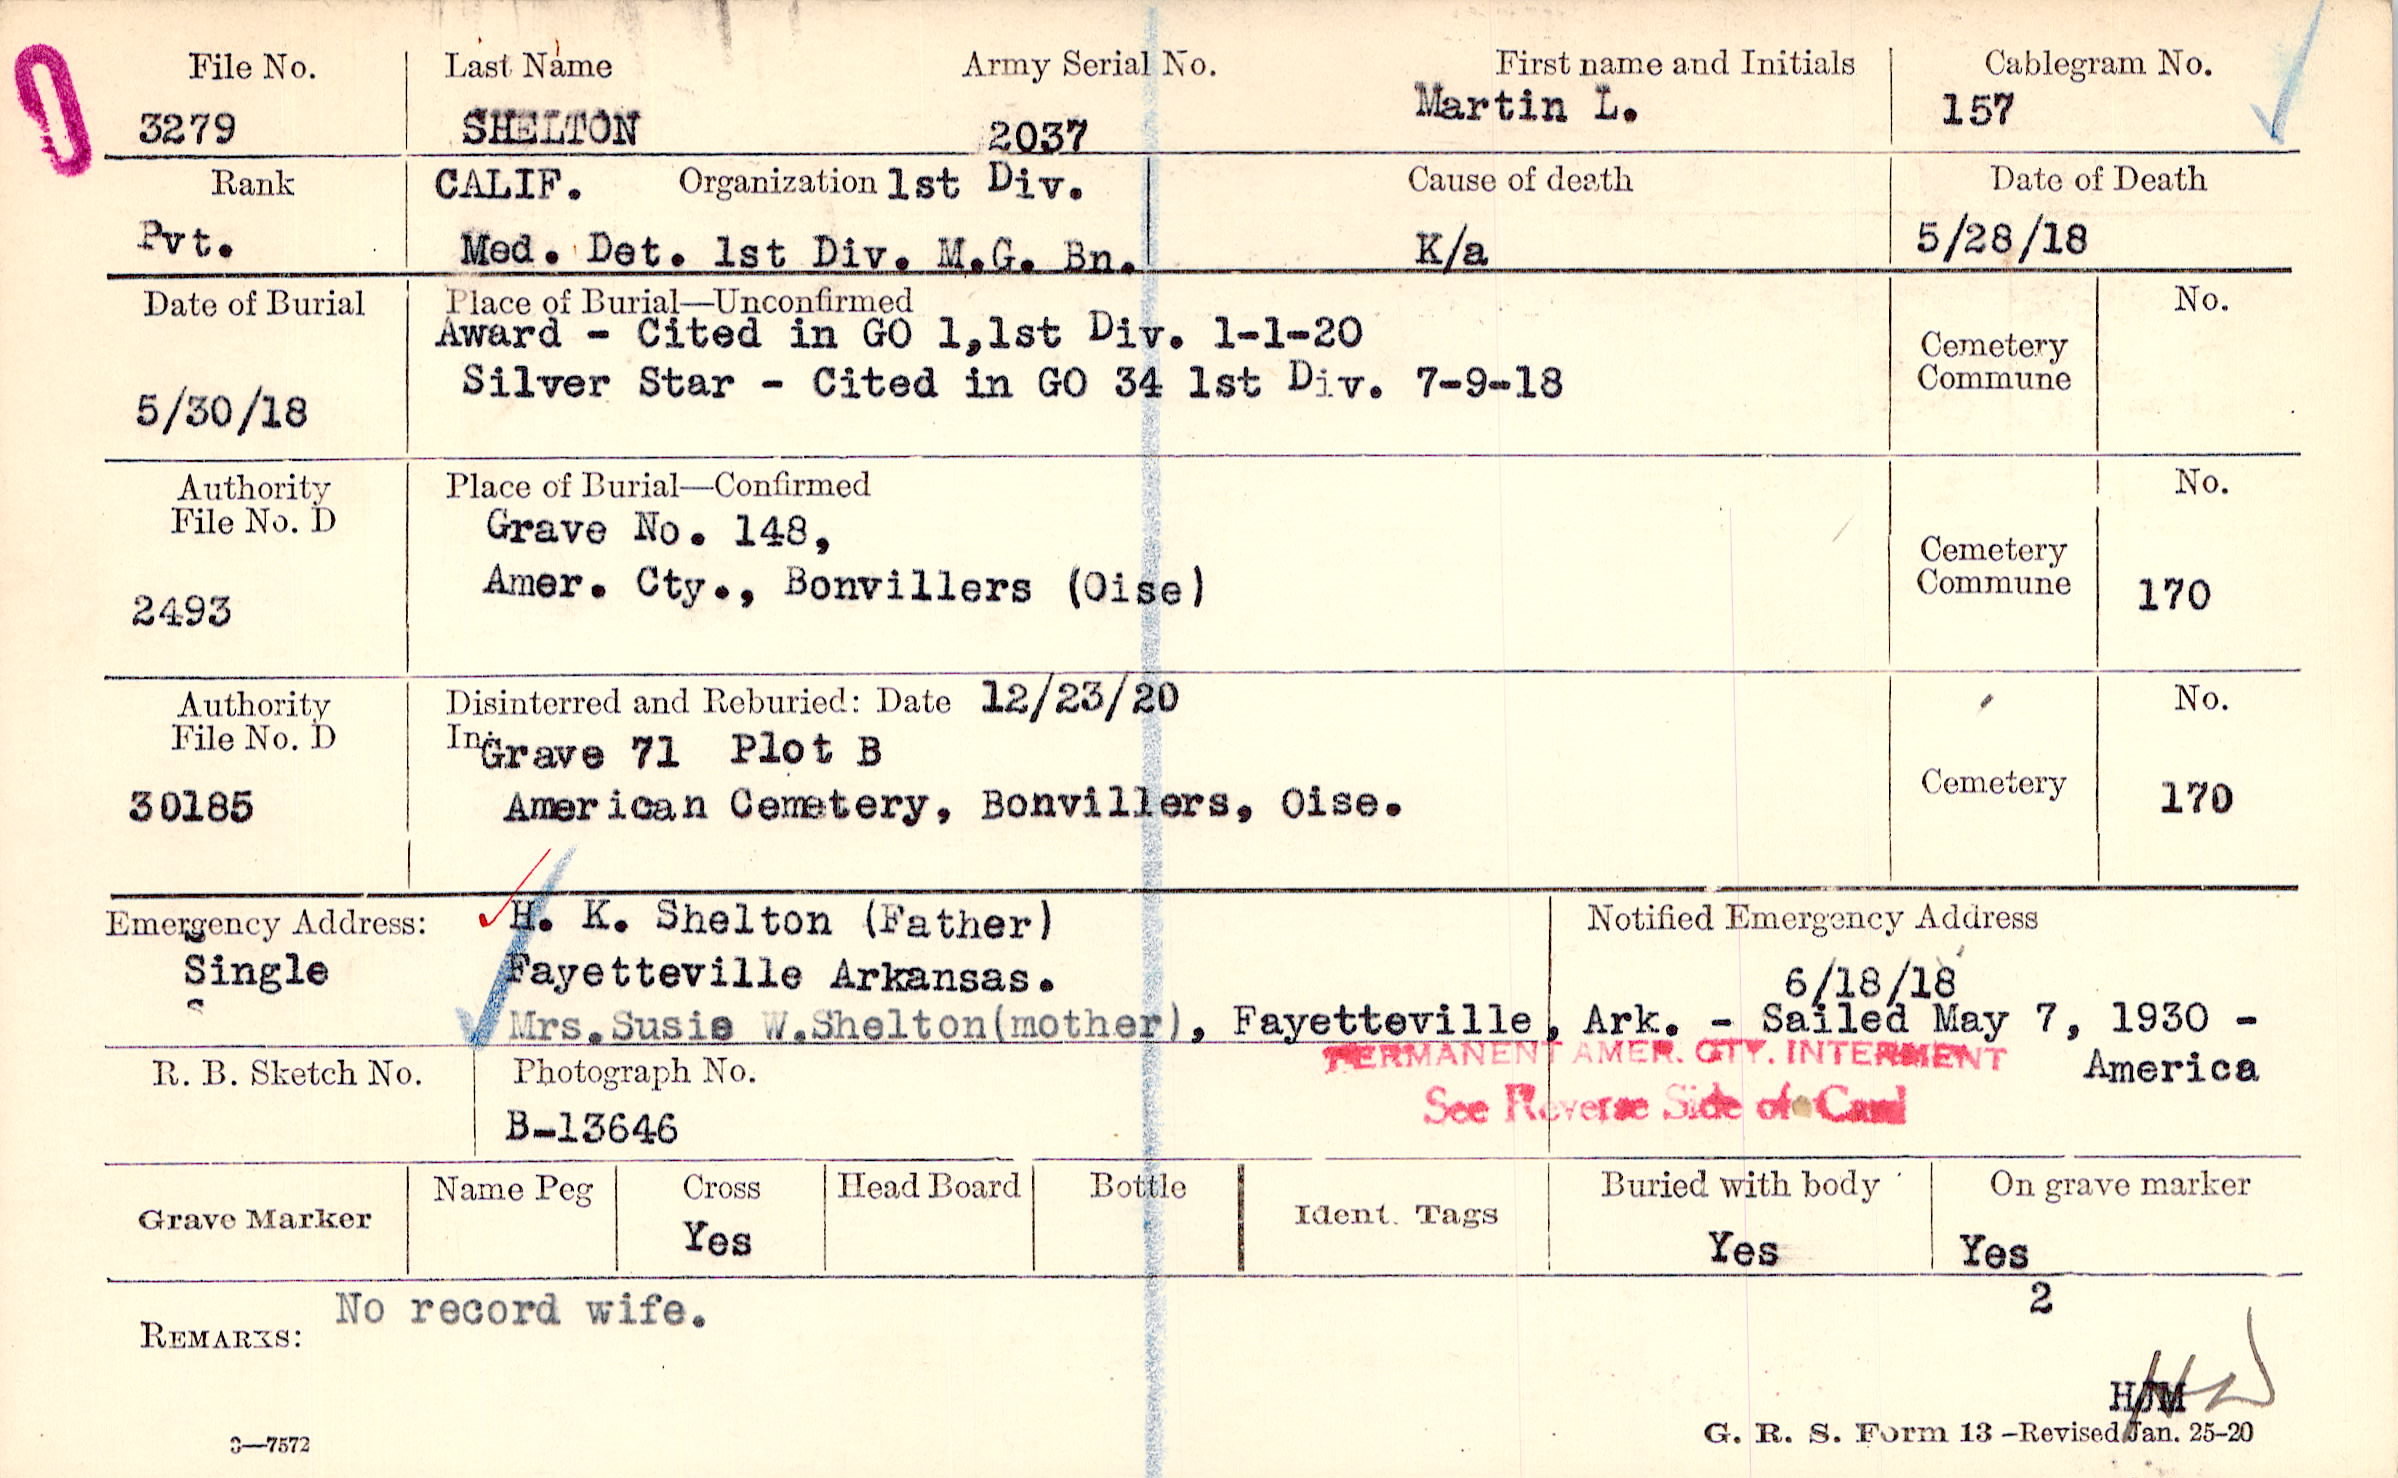 File No. Last Name Army Serial No. First name and Initials Cablegram No.
3279 SHELTON 2037 Martin L. 157
Rank CALIF. Organization 1st Div. Cause of death Date of Death
Pvt. Med. Det. 1st Div. M.G. Bn. K/a 5/28/18
Date of Burial Place of Burial—Unconfirmed No.
Award - Cited in GO 1,1st Div. 1-1-20 Cemetery
Silver Star - Cited in GO 34 1st Div. 7-9-18 Commune
5/30/18
Authority Place of Burial—Confirmed No.
File No. D Grave No. 148,
Cemetery
Amer. Cty., Bonvillers (Oise) Commune 170
2493
Authority Disinterred and Reburied: Date 12/23/20 No.
File No. D In: Grave 71 Plot B
Cemetery
30185 American Cemetery, Bonvillers, Oise. 170
Emergency Address: H. K. Shelton (Father) Notified Emergency Address
Single Fayetteville Arkansas. 6/18/18
Mrs.Susie W.Shelton(mother), Fayetteville, Ark. - Sailed May 7, 1930 -
America
PERMANENT AMER. CTY. INTERMENT
R. B. Sketch No. Photograph No.
See Reverse Side of Card
B-13646
Grave Marker Name Peg Cross Head Board Bottle Ident. Tags Buried with body On grave marker
Yes Yes Yes
2
REMARKS: No record wife.
HJM
3—7572 G. R. S. Form 13 -Revised Jan. 25-20